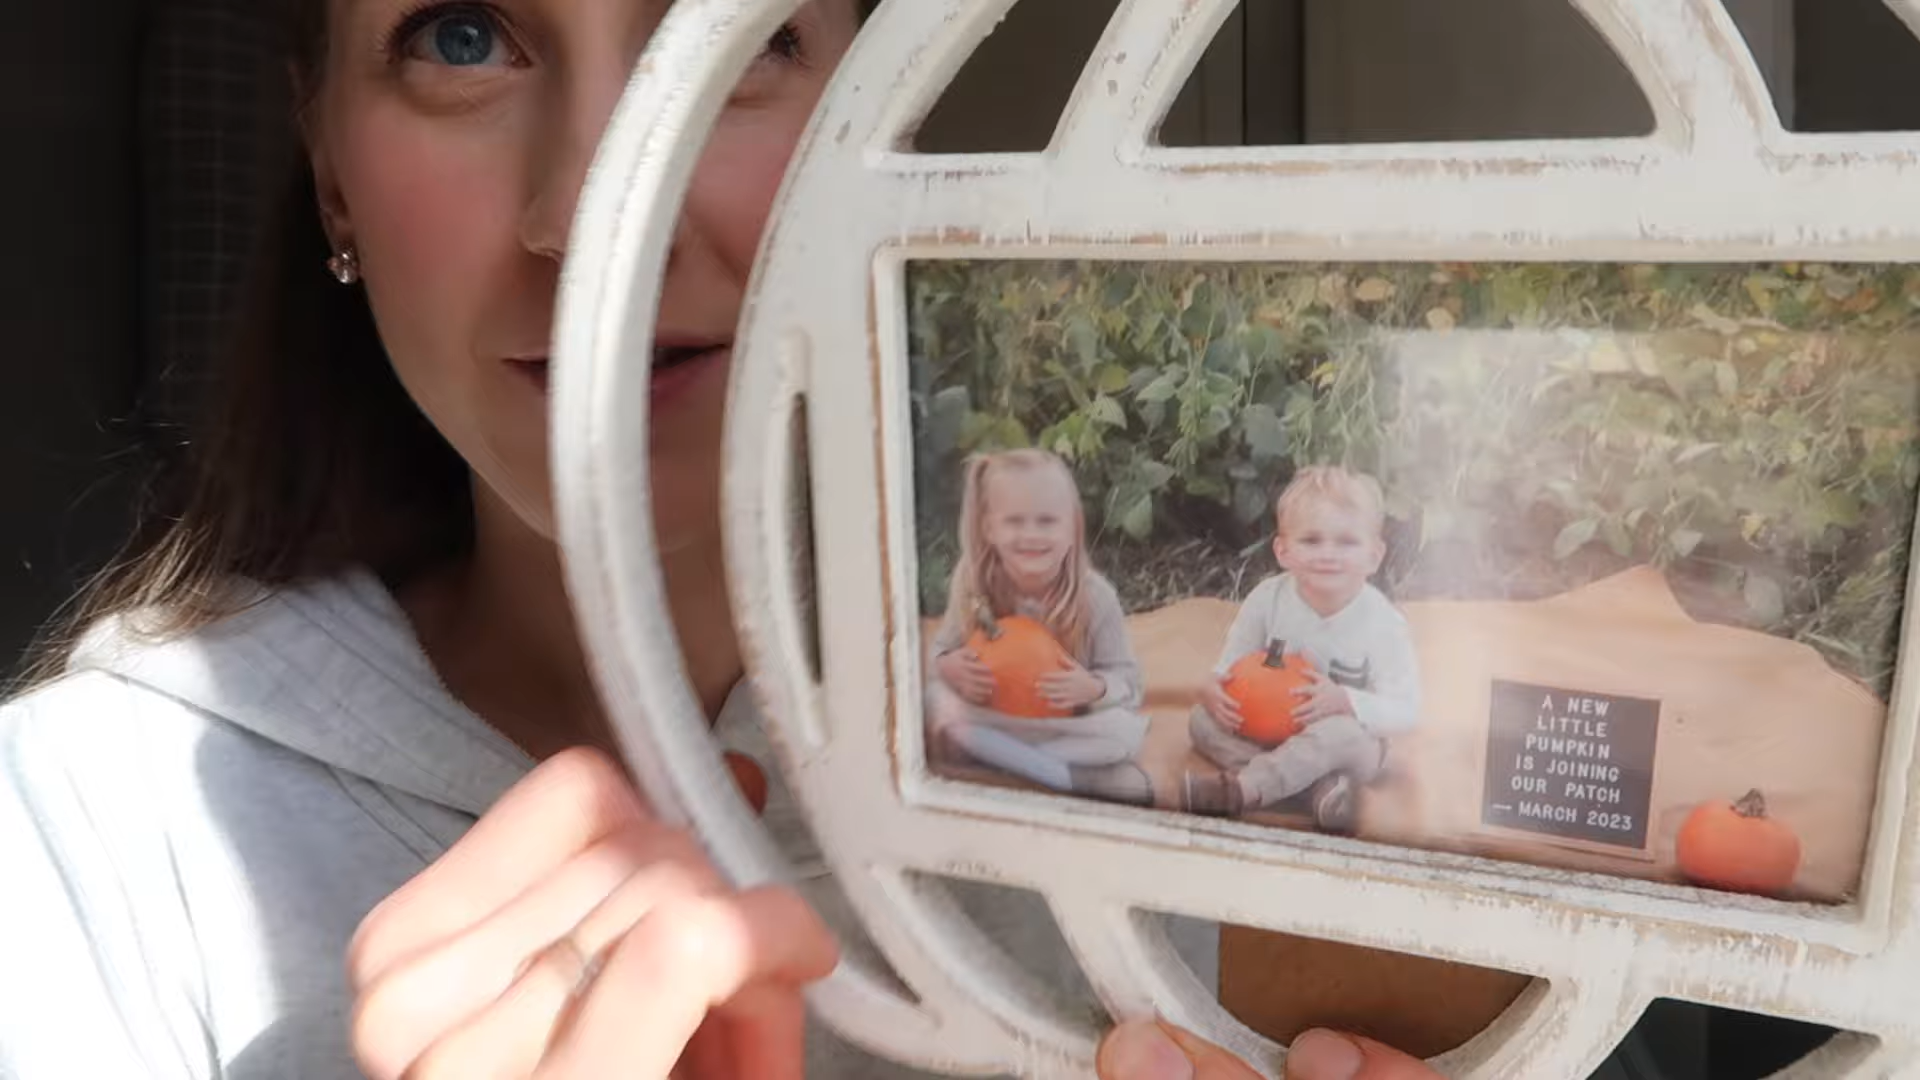 A NEW
LITTLE
PUMPKIN
IS JOINING
OUR PATCH
— MARCH 2023